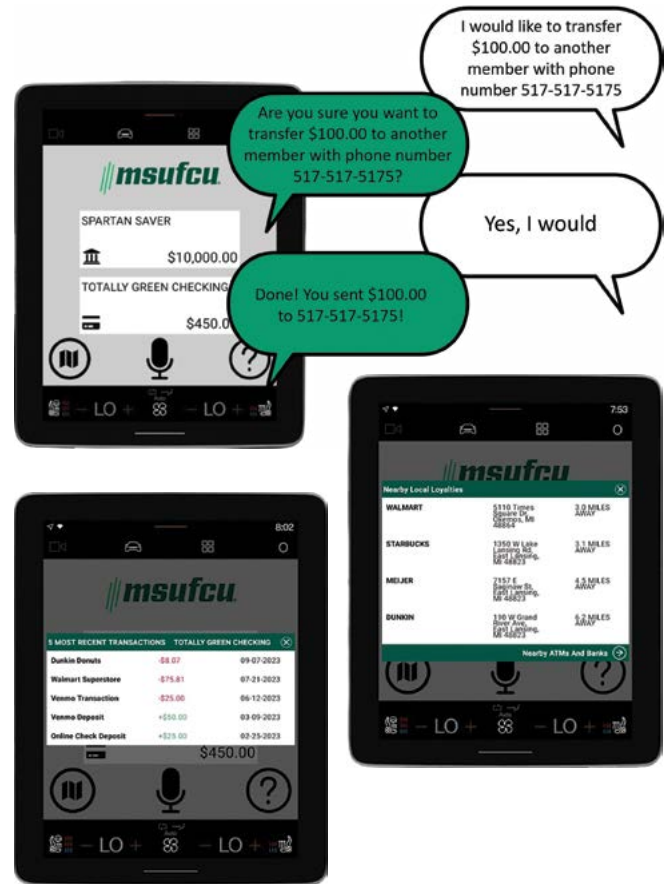 I would like to transfer
$100.00 to another
member with phone
number 517-517-5175
Are you sure you want to
transfer $100.00 to another
member with phone number
517-517-5175?
Yes, I would
Done! You sent $100.00
to 517-517-5175!
msufcu
SPARTAN SAVER
$10,000.00
TOTALLY GREEN CHECKING
$450.0
?
Auto
- LO + - LO +
7:53
msufcu
Nearby Local Loyalties
WALMART 5110 Times Square Dr, Okemos, MI 48864 3.0 MILES AWAY
STARBUCKS 1350 W Lake Lansing Rd, East Lansing, MI 48823 3.1 MILES AWAY
MEIJER 7157 E Saginaw St, East Lansing, MI 48823 4.5 MILES AWAY
DUNKIN 190 W Grand River Ave, East Lansing, MI 48823 6.2 MILES AWAY
Nearby ATMs And Banks
?
Auto
- LO + - LO +
8:02
msufcu
5 MOST RECENT TRANSACTIONS TOTALLY GREEN CHECKING
Dunkin Donuts -$8.07 09-07-2023
Walmart Superstore -$75.81 07-21-2023
Venmo Transaction -$25.00 06-12-2023
Venmo Deposit +$50.00 03-09-2023
Online Check Deposit +$25.00 02-25-2023
$450.00
?
Auto
- LO + - LO +